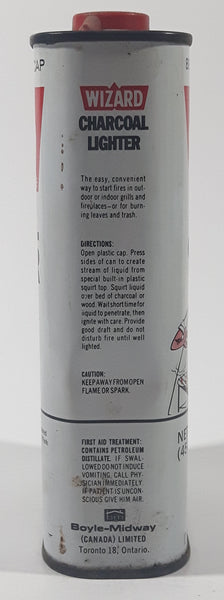 CAP
WIZARD
CHARCOAL
LIGHTER
The easy, convenient
way to start fires in out-
door or indoor grills and
fireplaces—or for burn-
ing leaves and trash.
DIRECTIONS:
Open plastic cap. Press
sides of can to create
stream of liquid from
special built-in plastic
squirt top. Squirt liquid
over bed of charcoal or
wood. Wait short time for
liquid to penetrate, then
ignite with care. Provide
good draft and do not
disturb fire until well
lighted.
CAUTION:
KEEP AWAY FROM OPEN
FLAME OR SPARK.
NE
(45
FIRST AID TREATMENT:
CONTAINS PETROLEUM
DISTILLATE. IF SWAL-
LOWED DO NOT INDUCE
VOMITING. CALL PHY-
SICIAN IMMEDIATELY.
IF PATIENT IS UNCON-
SCIOUS GIVE HIM AIR.
Boyle-Midway
(CANADA) LIMITED
Toronto 18, Ontario.